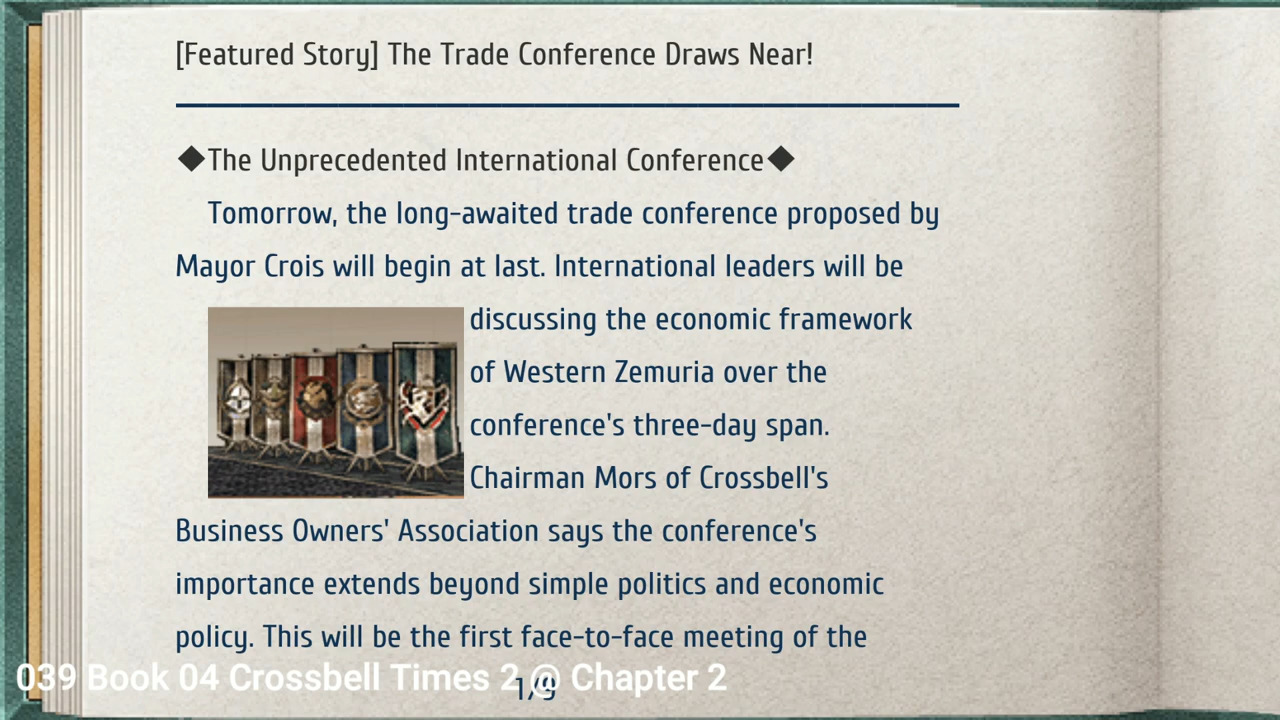 [Featured Story] The Trade Conference Draws Near!
◆The Unprecedented International Conference◆
Tomorrow, the long-awaited trade conference proposed by
Mayor Crois will begin at last. International leaders will be
discussing the economic framework
of Western Zemuria over the
conference's three-day span.
Chairman Mors of Crossbell's
Business Owners' Association says the conference's
importance extends beyond simple politics and economic
policy. This will be the first face-to-face meeting of the
039 Book 04 Crossbell Times 2 @ Chapter 2
1/9